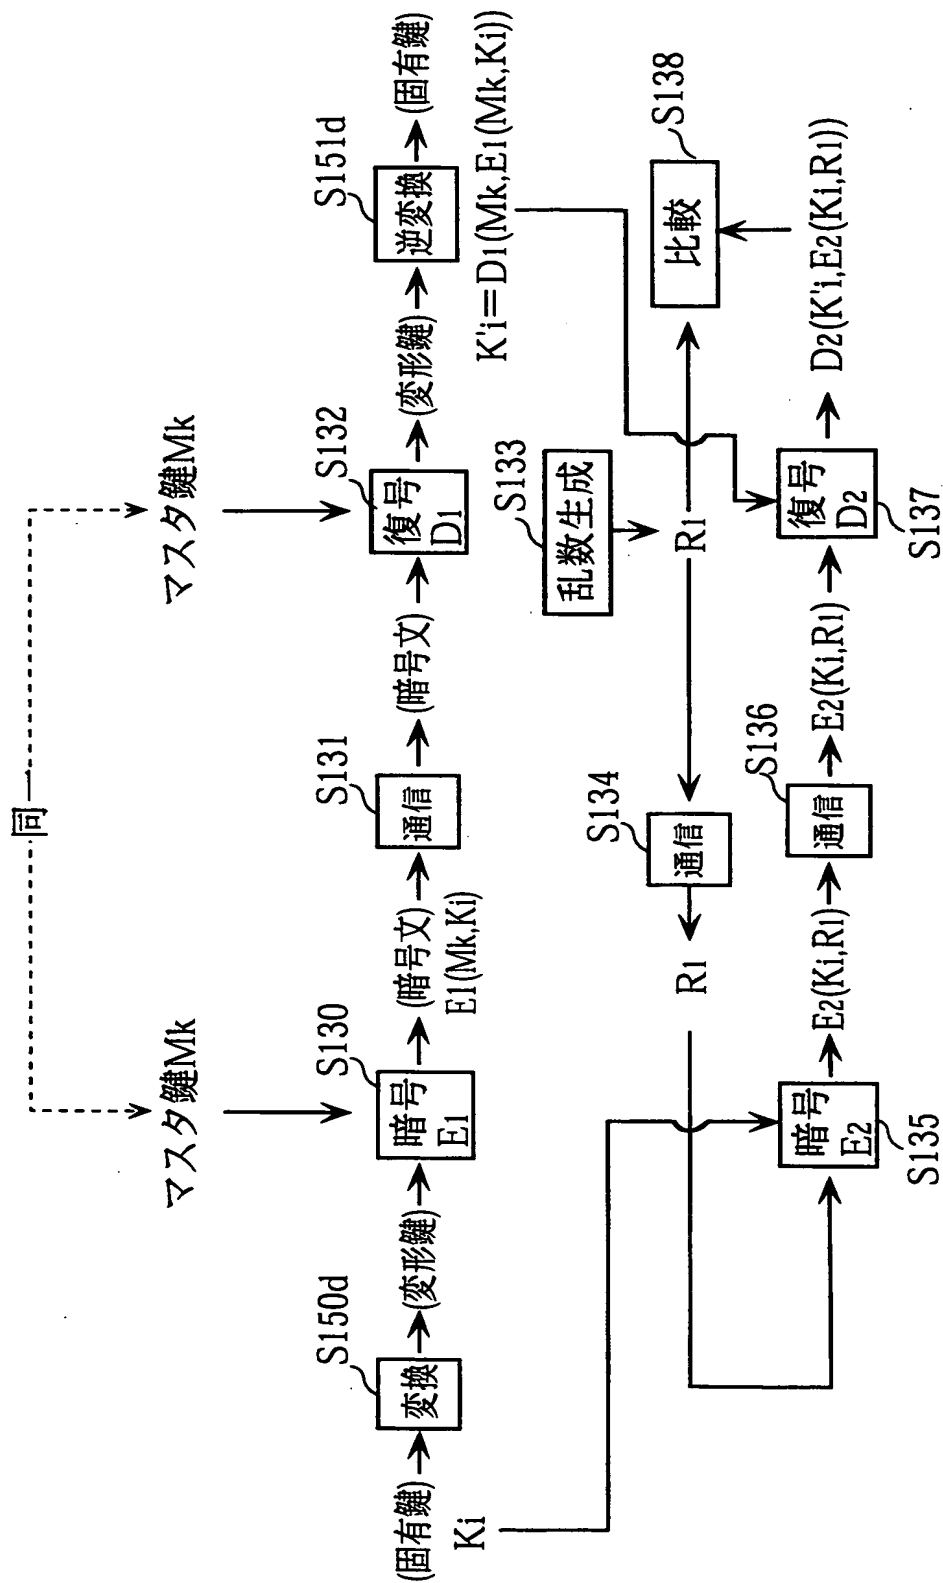 同一
マスタ鍵Mk
マスタ鍵Mk
S150d
S130
S131
S132
S151d
(固有鍵)
変換
(変形鍵)
暗号
E1
(暗号文)
通信
(暗号文)
復号
D1
(変形鍵)
逆変換
(固有鍵)
Ki
E1(Mk,Ki)
K'i=D1(Mk,E1(Mk,Ki))
S133
乱数生成
S134
S138
R1
通信
R1
比較
S136
暗号
E2
E2(Ki,R1)
通信
E2(Ki,R1)
復号
D2
D2(K'i,E2(Ki,R1))
S135
S137